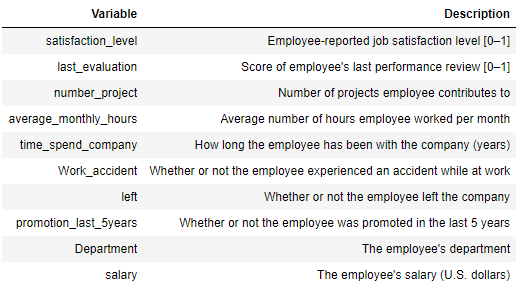 Variable Description
satisfaction_level Employee-reported job satisfaction level [0–1]
last_evaluation Score of employee's last performance review [0–1]
number_project Number of projects employee contributes to
average_monthly_hours Average number of hours employee worked per month
time_spend_company How long the employee has been with the company (years)
Work_accident Whether or not the employee experienced an accident while at work
left Whether or not the employee left the company
promotion_last_5years Whether or not the employee was promoted in the last 5 years
Department The employee's department
salary The employee's salary (U.S. dollars)